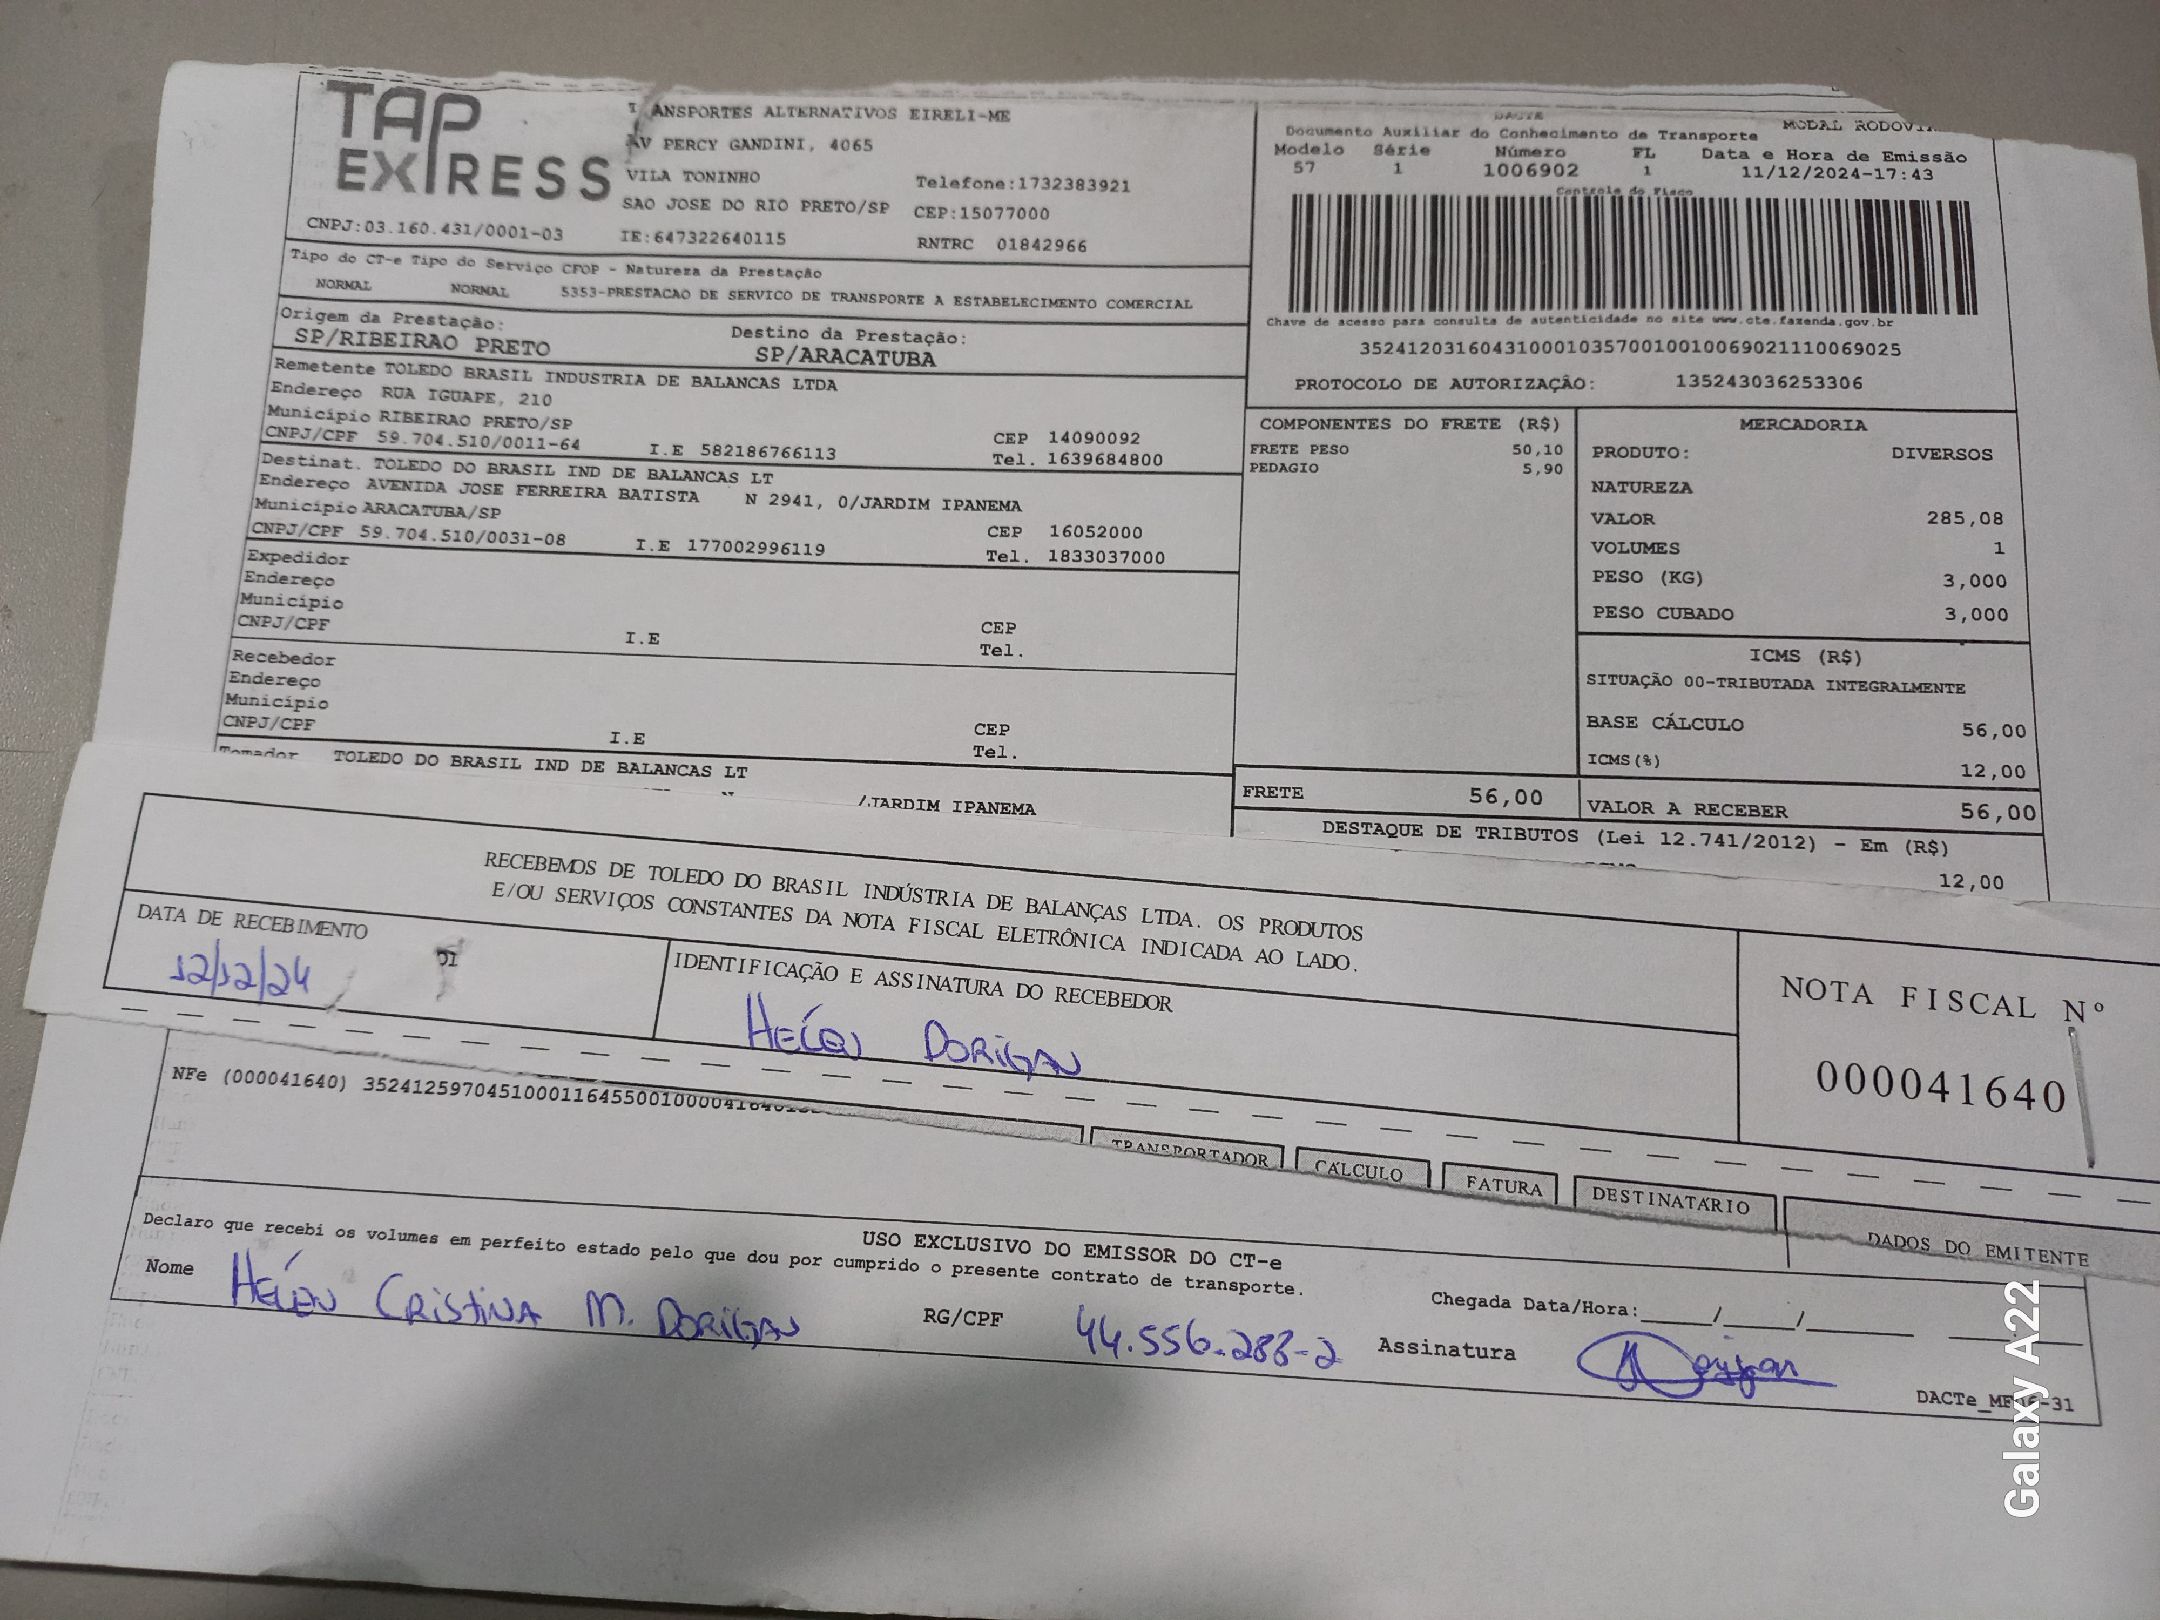 TAP
EXPRESS
ANSPORTES ALTERNATIVOS EIRELI-ME
AV PERCY GANDINI, 4065
VILA TONINHO
Telefone:1732383921
SAO JOSE DO RIO PRETO/SP CEP:15077000
CNPJ:03.160.431/0001-03 IE:647322640115 RNTRC 01842966
DACTE
MODAL RODOVI
Documento Auxiliar do Conhecimento de Transporte
Modelo Série Número FL Data e Hora de Emissão
57 1 1006902 1 11/12/2024-17:43
Controle do Fisco
Chave de acesso para consulta de autenticidade no site www.cte.fazenda.gov.br
35241203160431000103570010010069021110069025
PROTOCOLO DE AUTORIZAÇÃO: 135243036253306
Tipo do CT-e Tipo do Serviço CFOP - Natureza da Prestação
NORMAL NORMAL 5353-PRESTACAO DE SERVICO DE TRANSPORTE A ESTABELECIMENTO COMERCIAL
Origem da Prestação: Destino da Prestação:
SP/RIBEIRAO PRETO SP/ARACATUBA
Remetente TOLEDO BRASIL INDUSTRIA DE BALANCAS LTDA
Endereço RUA IGUAPE, 210
Município RIBEIRAO PRETO/SP CEP 14090092
CNPJ/CPF 59.704.510/0011-64 I.E 582186766113 Tel. 1639684800
Destinat. TOLEDO DO BRASIL IND DE BALANCAS LT
Endereço AVENIDA JOSE FERREIRA BATISTA N 2941, 0/JARDIM IPANEMA
Município ARACATUBA/SP CEP 16052000
CNPJ/CPF 59.704.510/0031-08 I.E 177002996119 Tel. 1833037000
Expedidor
Endereço
Município CEP
CNPJ/CPF I.E Tel.
Recebedor
Endereço
Município CEP
CNPJ/CPF I.E Tel.
Tomador TOLEDO DO BRASIL IND DE BALANCAS LT
/JARDIM IPANEMA
COMPONENTES DO FRETE (R$)
FRETE PESO 50,10
PEDAGIO 5,90
MERCADORIA
PRODUTO: DIVERSOS
NATUREZA
VALOR 285,08
VOLUMES 1
PESO (KG) 3,000
PESO CUBADO 3,000
ICMS (R$)
SITUAÇÃO 00-TRIBUTADA INTEGRALMENTE
BASE CÁLCULO 56,00
ICMS(%) 12,00
FRETE 56,00 VALOR A RECEBER 56,00
DESTAQUE DE TRIBUTOS (Lei 12.741/2012) - Em (R$)
12,00
RECEBEMOS DE TOLEDO DO BRASIL INDÚSTRIA DE BALANÇAS LTDA. OS PRODUTOS
E/OU SERVIÇOS CONSTANTES DA NOTA FISCAL ELETRÔNICA INDICADA AO LADO.
DATA DE RECEBIMENTO
12/12/24
IDENTIFICAÇÃO E ASSINATURA DO RECEBEDOR
HELEN DORIGAN
NOTA FISCAL Nº
000041640
NFe (000041640)
TRANSPORTADOR CÁLCULO FATURA DESTINATÁRIO DADOS DO EMITENTE
USO EXCLUSIVO DO EMISSOR DO CT-e
Declaro que recebi os volumes em perfeito estado pelo que dou por cumprido o presente contrato de transporte.
Nome HELEN CRISTINA M. DORIGAN RG/CPF 44.556.288-2 Chegada Data/Hora:____/____/______
Assinatura
Galaxy A22